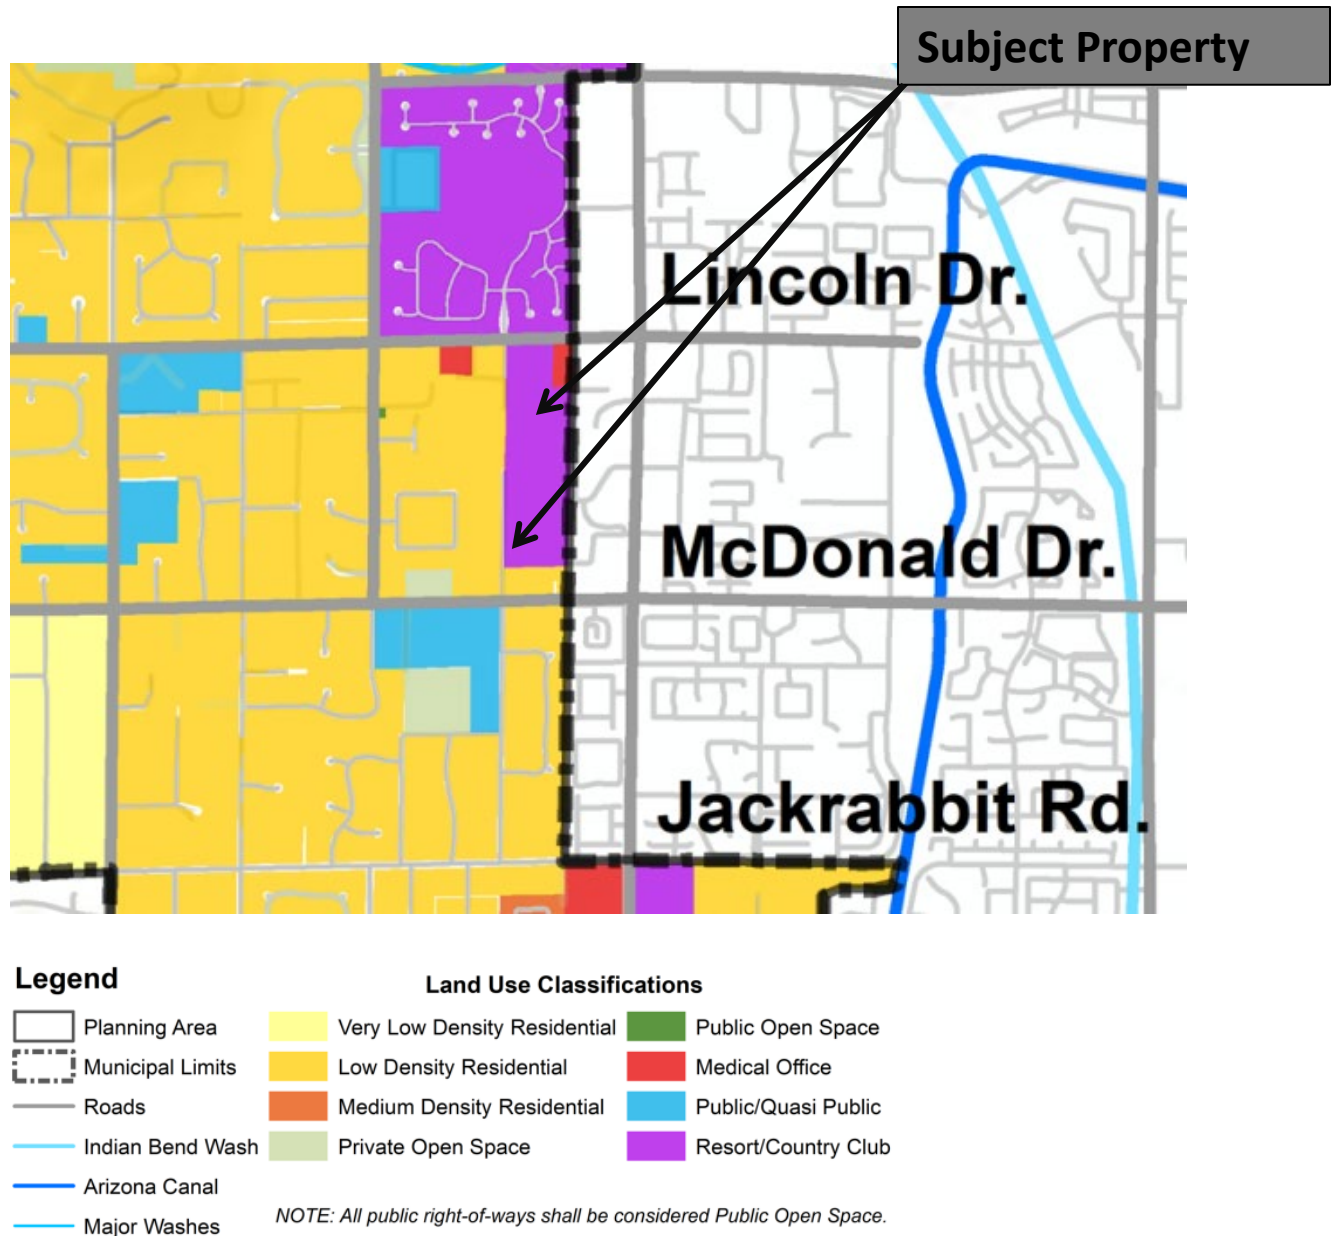 Subject Property
Lincoln Dr.
McDonald Dr.
Jackrabbit Rd.
Legend
Land Use Classifications
Planning Area
Very Low Density Residential
Public Open Space
Municipal Limits
Low Density Residential
Medical Office
Roads
Medium Density Residential
Public/Quasi Public
Indian Bend Wash
Private Open Space
Resort/Country Club
Arizona Canal
Major Washes
NOTE: All public right-of-ways shall be considered Public Open Space.